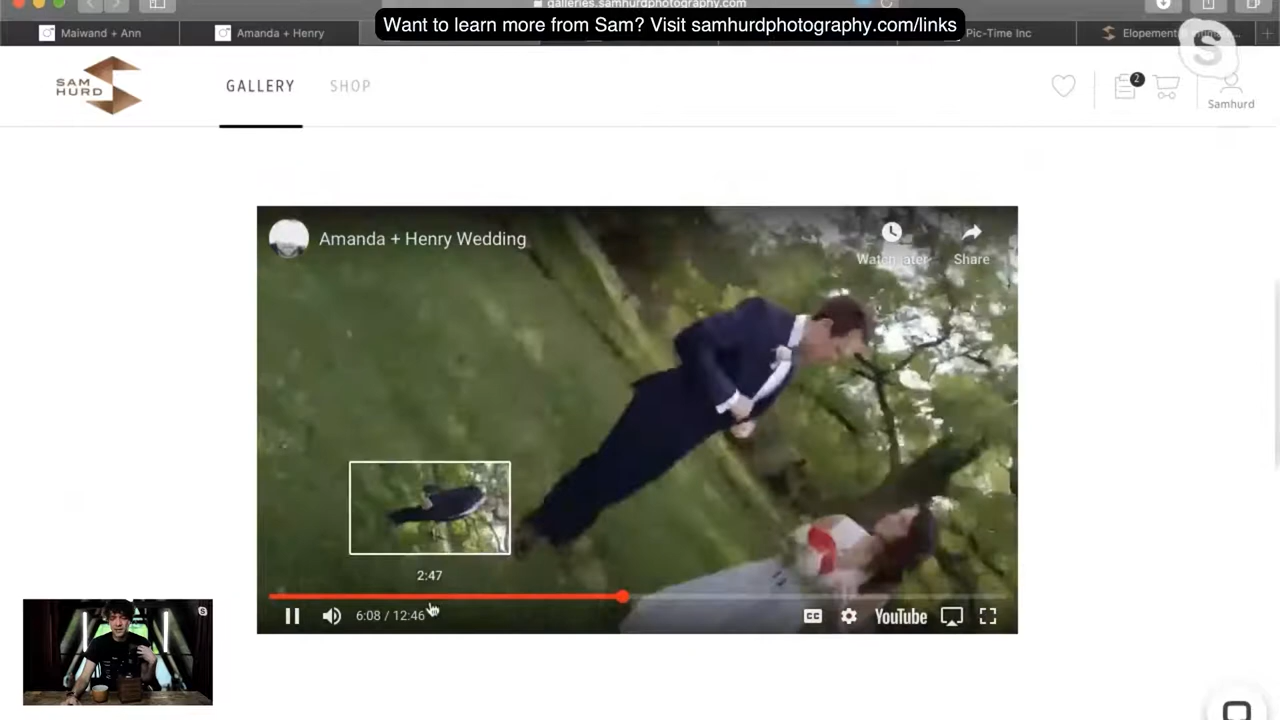 galleries.samhurdphotography.com
Want to learn more from Sam? Visit samhurdphotography.com/links
Maiwand + Ann
Amanda + Henry
Pic-Time Inc
SAM
HURD
GALLERY
SHOP
2
Samhurd
Amanda + Henry Wedding
Watch later
Share
2:47
6:08 / 12:46
CC
YouTube